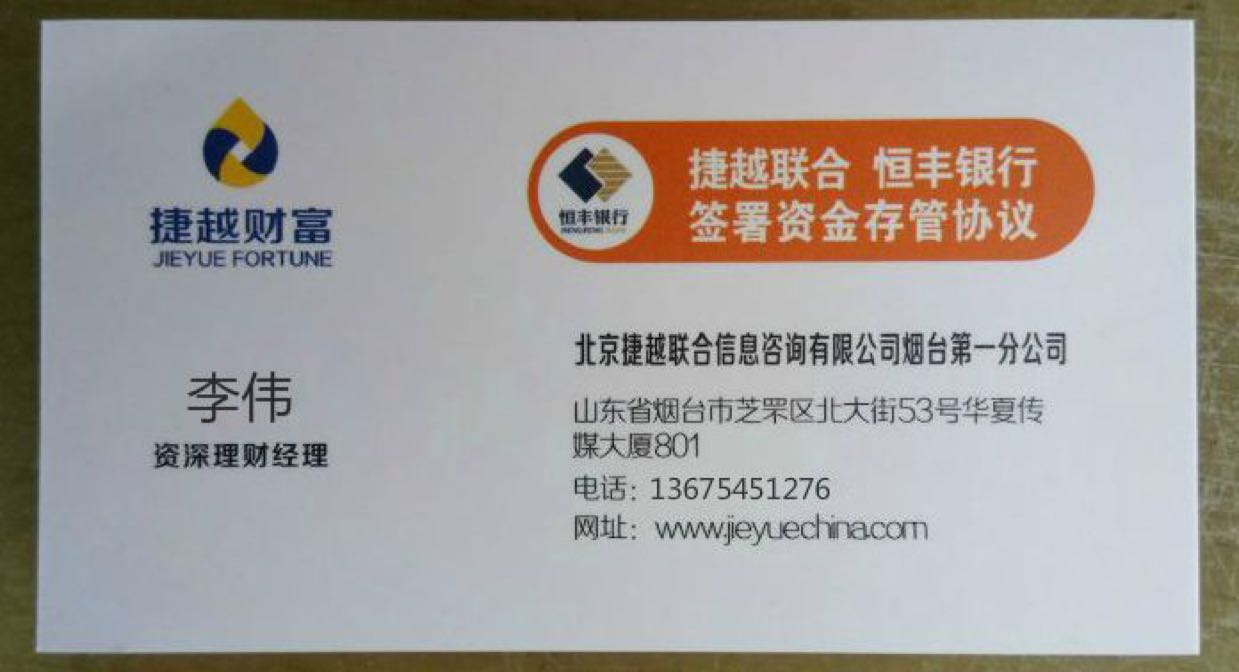 捷越财富
JIEYUE FORTUNE
恒丰银行
捷越联合 恒丰银行
签署资金存管协议
李伟
资深理财经理
北京捷越联合信息咨询有限公司烟台第一分公司
山东省烟台市芝罘区北大街53号华夏传
媒大厦801
电话：13675451276
网址：www.jieyuechina.com